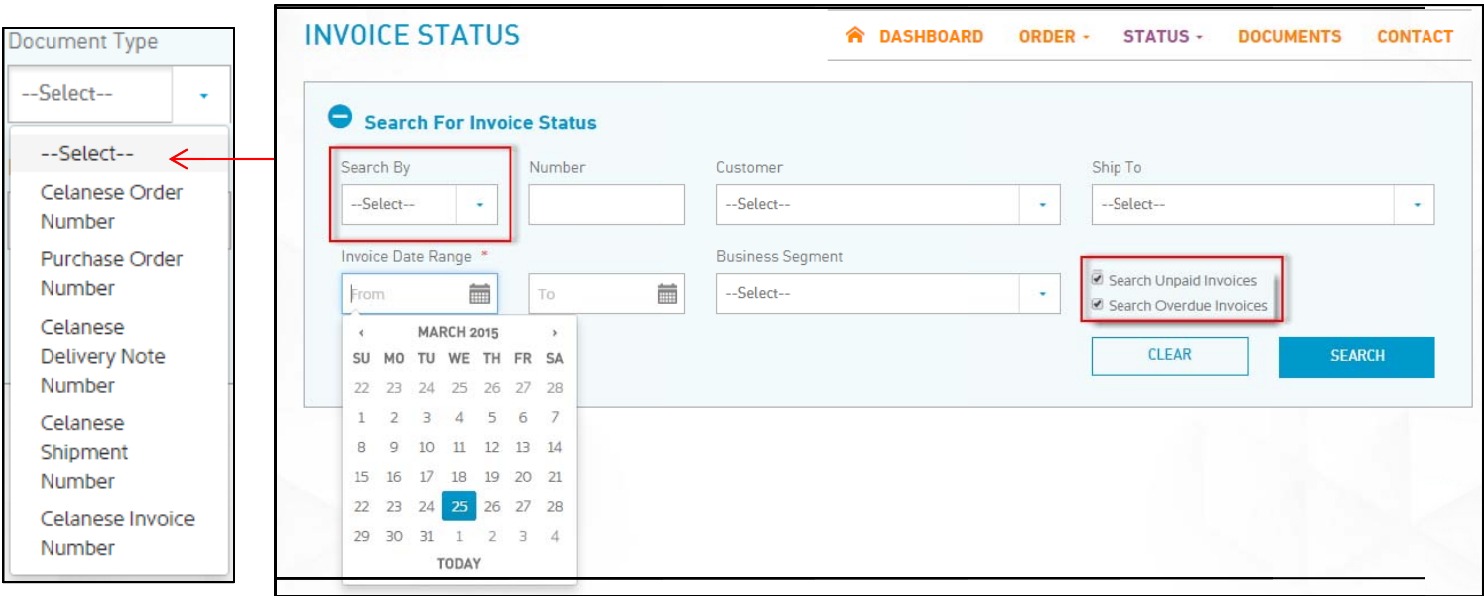 Document Type
--Select--
--Select--
Celanese Order
Number
Purchase Order
Number
Celanese
Delivery Note
Number
Celanese
Shipment
Number
Celanese Invoice
Number
INVOICE STATUS
DASHBOARD ORDER STATUS DOCUMENTS CONTACT
Search For Invoice Status
Search By Number Customer Ship To
--Select-- --Select-- --Select--
Invoice Date Range * Business Segment
From To --Select--
Search Unpaid Invoices
Search Overdue Invoices
CLEAR SEARCH
‹ MARCH 2015 ›
SU MO TU WE TH FR SA
22 23 24 25 26 27 28
1 2 3 4 5 6 7
8 9 10 11 12 13 14
15 16 17 18 19 20 21
22 23 24 25 26 27 28
29 30 31 1 2 3 4
TODAY